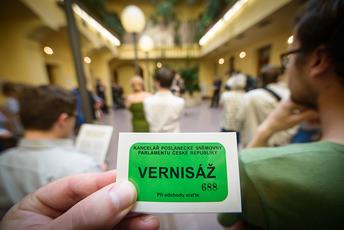 KANCELÁŘ POSLANECKÉ SNĚMOVNY
PARLAMENTU ČESKÉ REPUBLIKY
VERNISÁŽ
688
Při odchodu vraťte